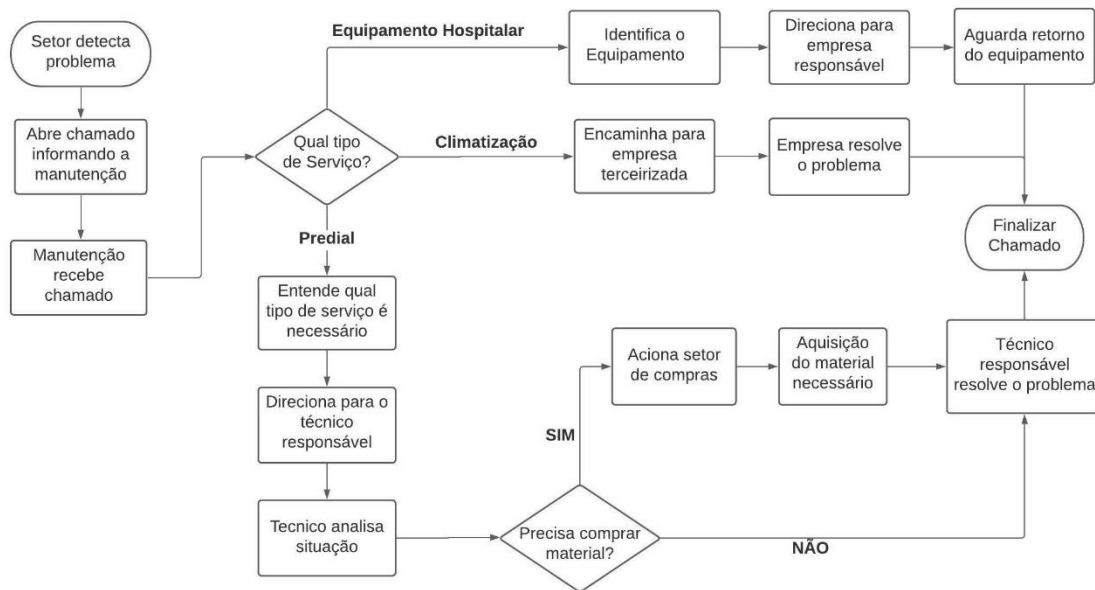 Setor detecta
problema
Abre chamado
informando a
manutenção
Manutenção
recebe
chamado
Qual tipo
de Serviço?
Equipamento Hospitalar
Identifica o
Equipamento
Direciona para
empresa
responsável
Aguarda retorno
do equipamento
Climatização
Encaminha para
empresa
terceirizada
Empresa resolve
o problema
Finalizar
Chamado
Predial
Entende qual
tipo de serviço é
necessário
Direciona para o
técnico
responsável
Tecnico analisa
situação
Precisa comprar
material?
SIM
Aciona setor
de compras
Aquisição
do material
necessário
Técnico
responsável
resolve o problema
NÃO